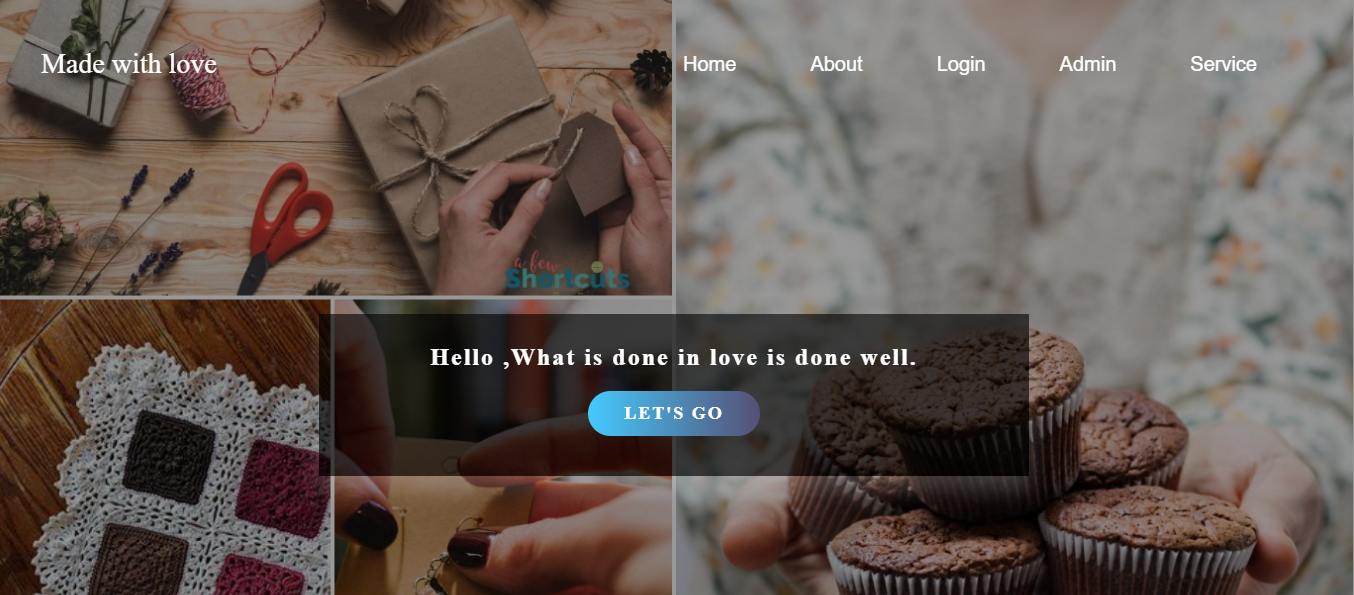 Made with love
Home About Login Admin Service
a few
Shortcuts
Hello ,What is done in love is done well.
LET'S GO